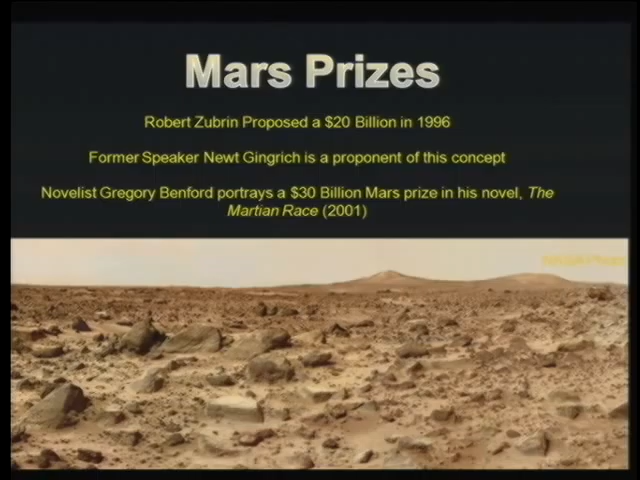 Mars Prizes
Robert Zubrin Proposed a $20 Billion in 1996
Former Speaker Newt Gingrich is a proponent of this concept
Novelist Gregory Benford portrays a $30 Billion Mars prize in his novel, The
Martian Race (2001)